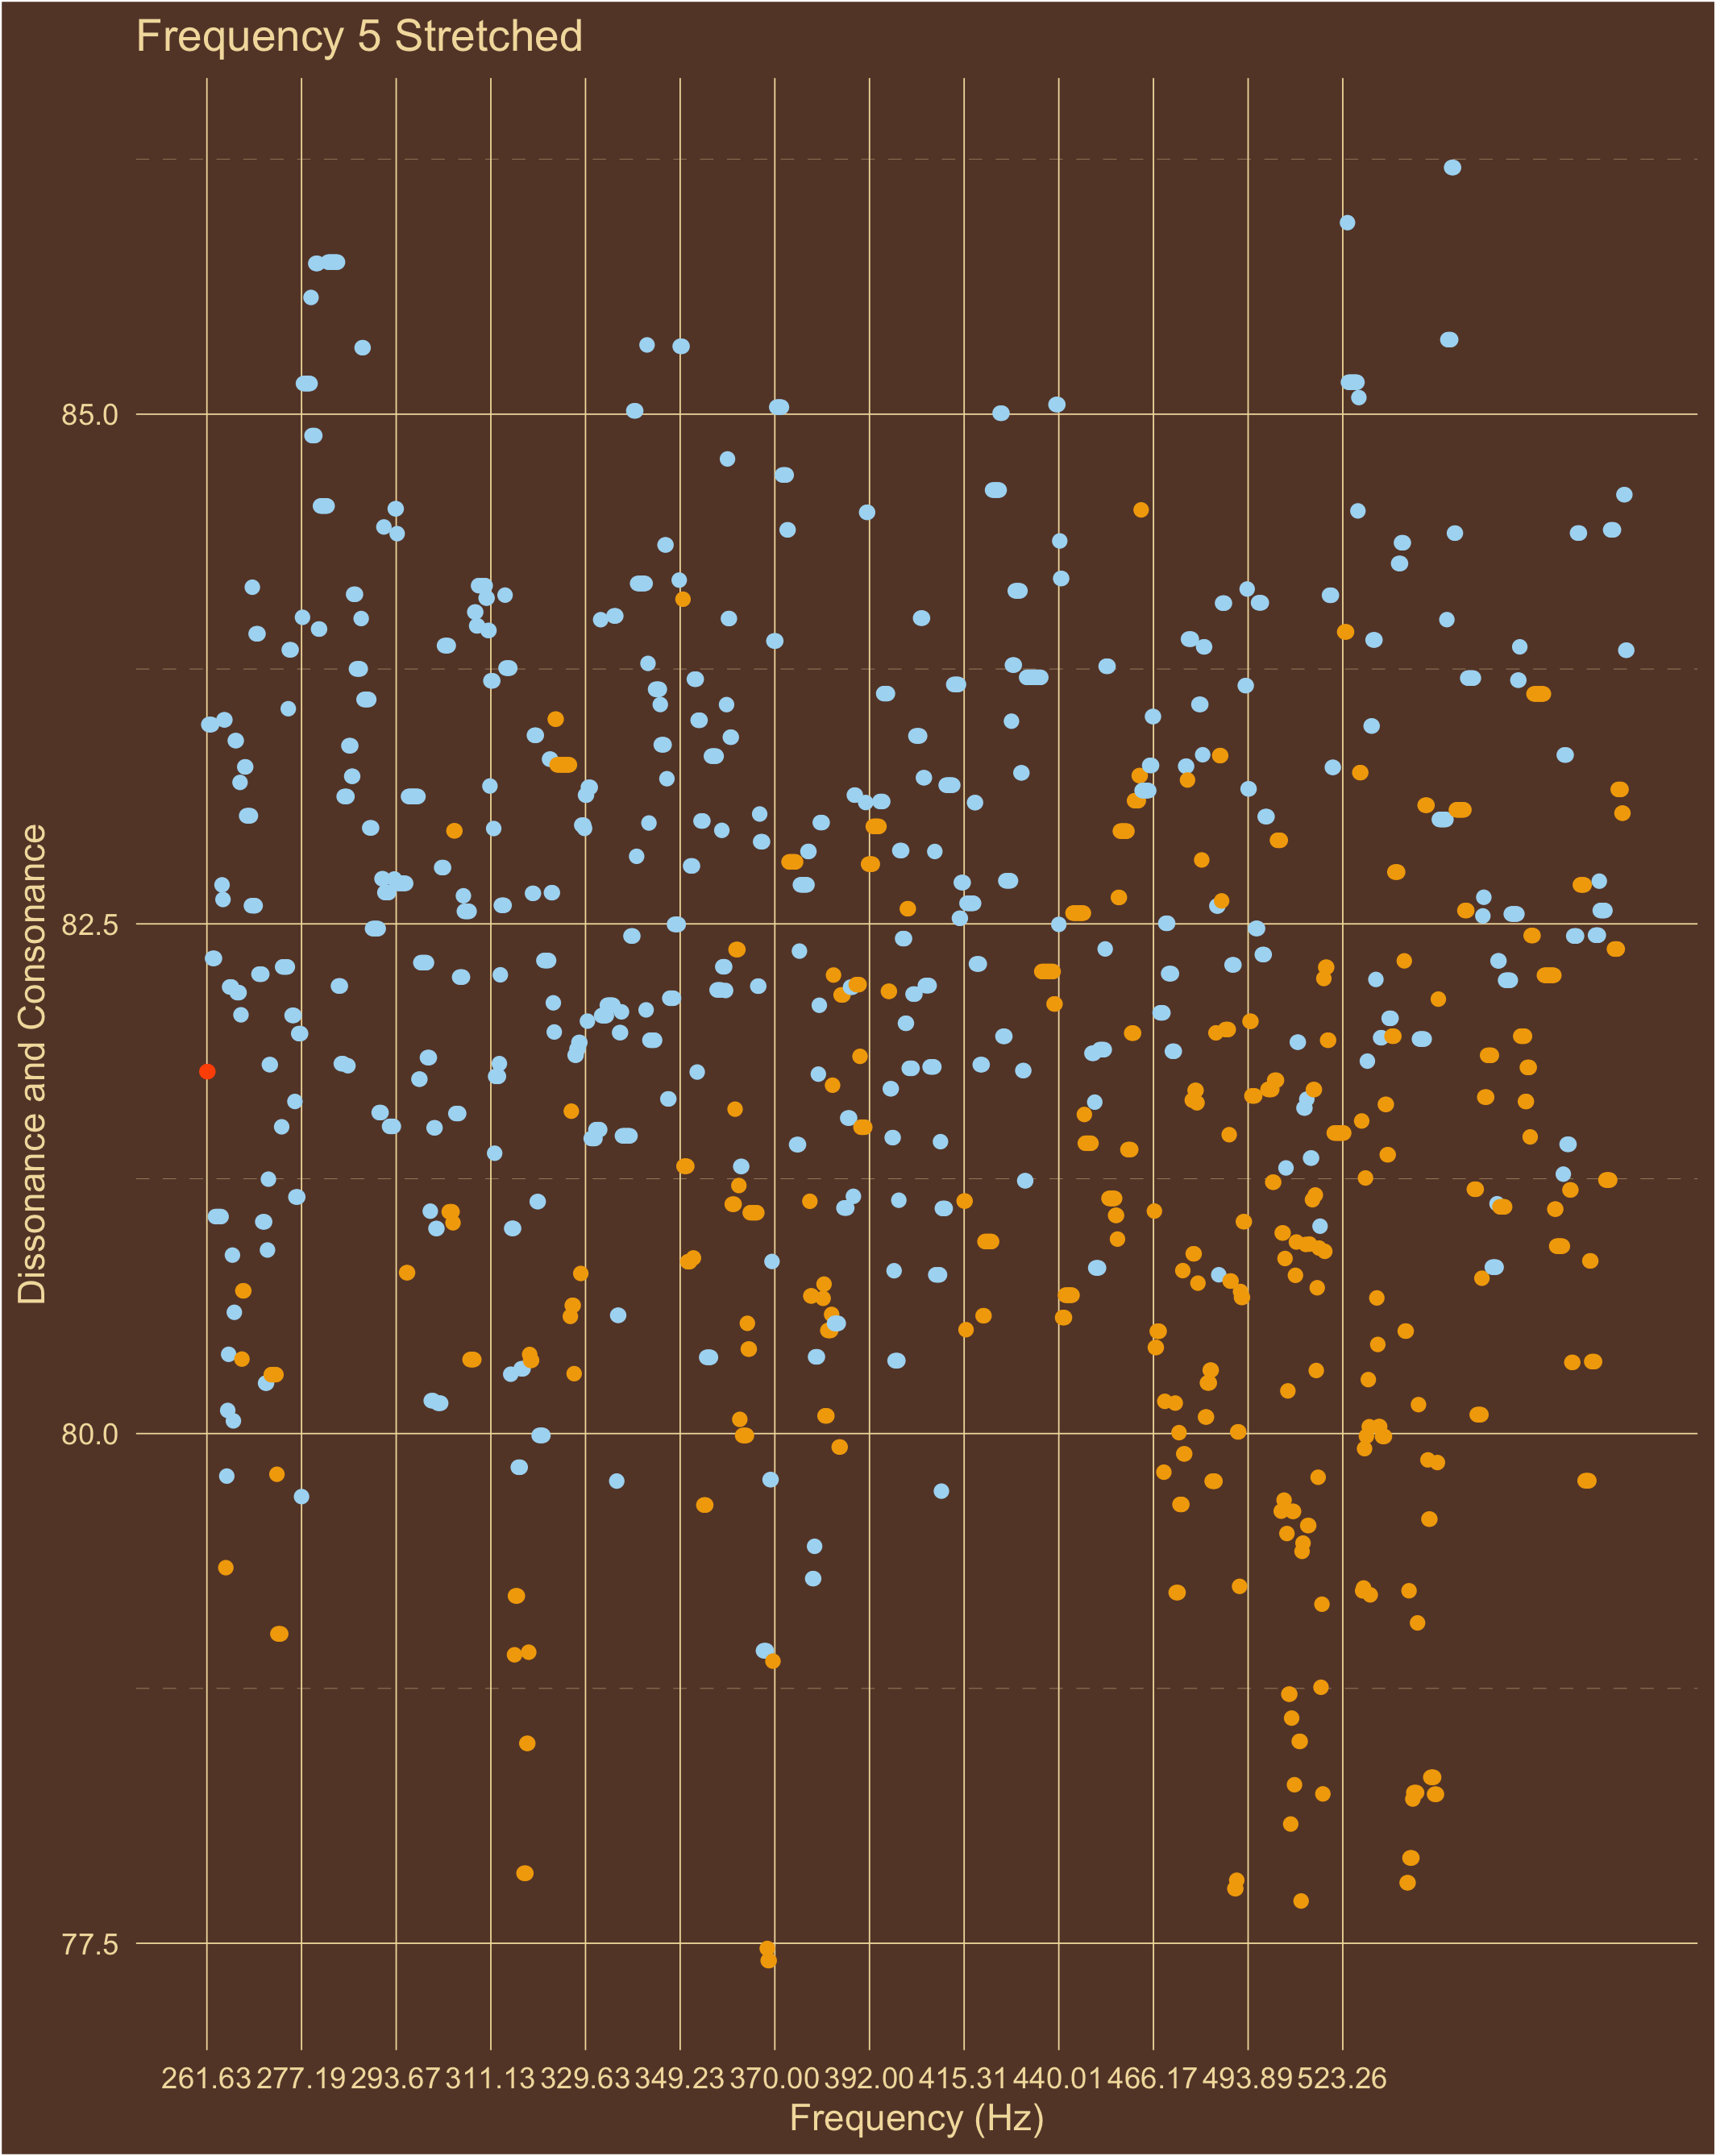 Frequency 5 Stretched
Dissonance and Consonance
85.0
82.5
80.0
77.5
261.63 277.19 293.67 311.13 329.63 349.23 370.00 392.00 415.31 440.01 466.17 493.89 523.26
Frequency (Hz)